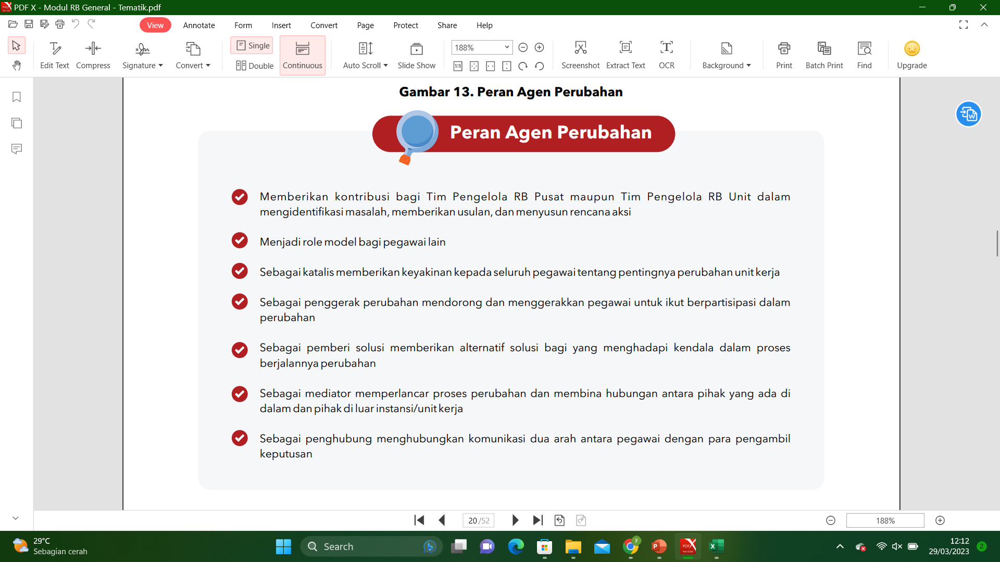 PDF X - Modul RB General - Tematik.pdf
View Annotate Form Insert Convert Page Protect Share Help
Edit Text Compress Signature Convert Single Double Continuous Auto Scroll Slide Show 188% Screenshot Extract Text OCR Background Print Batch Print Find Upgrade
Gambar 13. Peran Agen Perubahan
Peran Agen Perubahan
Memberikan kontribusi bagi Tim Pengelola RB Pusat maupun Tim Pengelola RB Unit dalam
mengidentifikasi masalah, memberikan usulan, dan menyusun rencana aksi
Menjadi role model bagi pegawai lain
Sebagai katalis memberikan keyakinan kepada seluruh pegawai tentang pentingnya perubahan unit kerja
Sebagai penggerak perubahan mendorong dan menggerakkan pegawai untuk ikut berpartisipasi dalam
perubahan
Sebagai pemberi solusi memberikan alternatif solusi bagi yang menghadapi kendala dalam proses
berjalannya perubahan
Sebagai mediator memperlancar proses perubahan dan membina hubungan antara pihak yang ada di
dalam dan pihak di luar instansi/unit kerja
Sebagai penghubung menghubungkan komunikasi dua arah antara pegawai dengan para pengambil
keputusan
20 /52
188%
29°C
Sebagian cerah
Search
12:12
29/03/2023
2